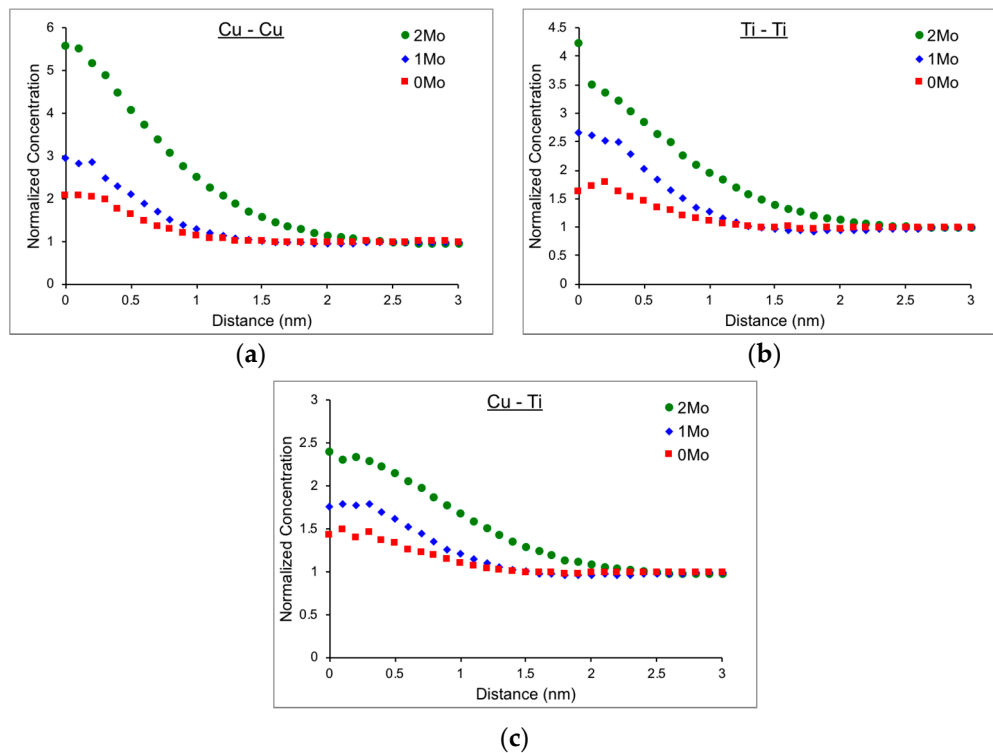 Cu - Cu
Normalized Concentration
6
5
4
3
2
1
0
2Mo
1Mo
0Mo
0 0.5 1 1.5 2 2.5 3
Distance (nm)
(a)
Ti - Ti
Normalized Concentration
4.5
4
3.5
3
2.5
2
1.5
1
0.5
0
2Mo
1Mo
0Mo
0 0.5 1 1.5 2 2.5 3
Distance (nm)
(b)
Cu - Ti
Normalized Concentration
3
2.5
2
1.5
1
0.5
0
2Mo
1Mo
0Mo
0 0.5 1 1.5 2 2.5 3
Distance (nm)
(c)